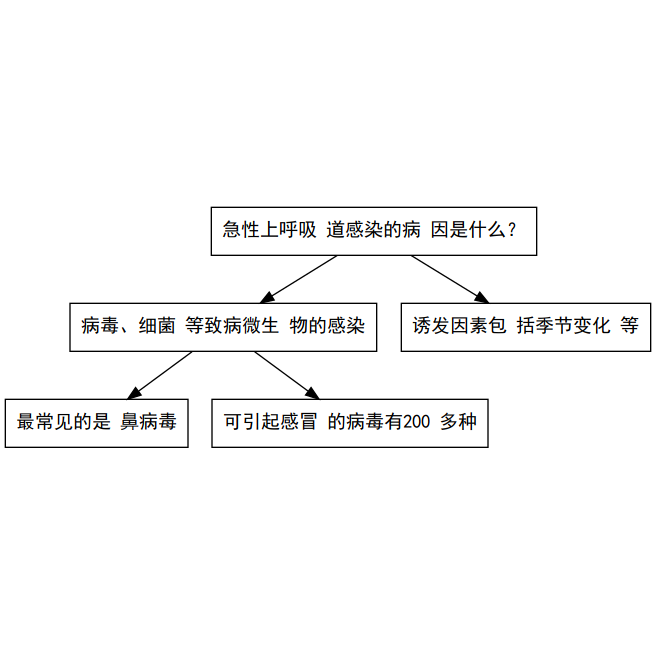 急性上呼吸 道感染的病 因是什么?
病毒、细菌 等致病微生 物的感染
诱发因素包 括季节变化 等
最常见的是 鼻病毒
可引起感冒 的病毒有200 多种